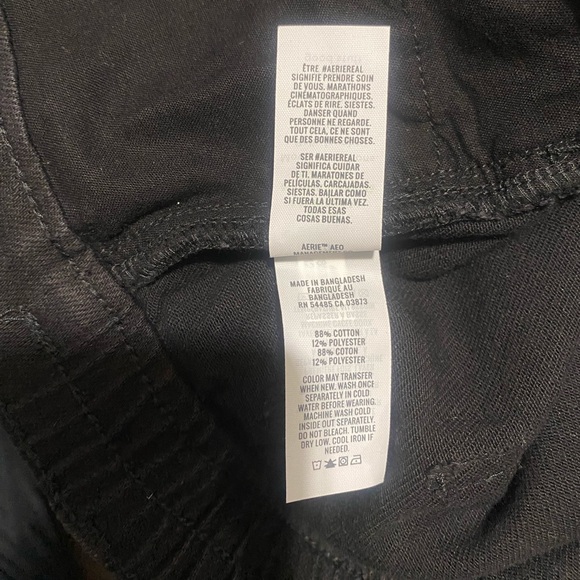 ÊTRE #AERIEREAL
SIGNIFIE PRENDRE SOIN
DE VOUS. MARATHONS
CINÉMATOGRAPHIQUES.
ÉCLATS DE RIRE, SIESTES.
DANSER QUAND
PERSONNE NE REGARDE.
TOUT CELA, CE NE SONT
QUE DES BONNES CHOSES.
SER #AERIEREAL
SIGNIFICA CUIDAR
DE TI. MARATONES DE
PELÍCULAS, CARCAJADAS,
SIESTAS. BAILAR COMO
SI FUERA LA ÚLTIMA VEZ.
TODAS ESAS
COSAS BUENAS.
AERIE™ AEO
MANAGEMENT
MADE IN BANGLADESH
FABRIQUÉ AU
BANGLADESH
RN 54485 CA 03873
88% COTTON
12% POLYESTER
88% COTON
12% POLYESTER
COLOR MAY TRANSFER
WHEN NEW. WASH ONCE
SEPARATELY IN COLD
WATER BEFORE WEARING.
MACHINE WASH COLD
INSIDE OUT SEPARATELY.
DO NOT BLEACH. TUMBLE
DRY LOW. COOL IRON IF
NEEDED.